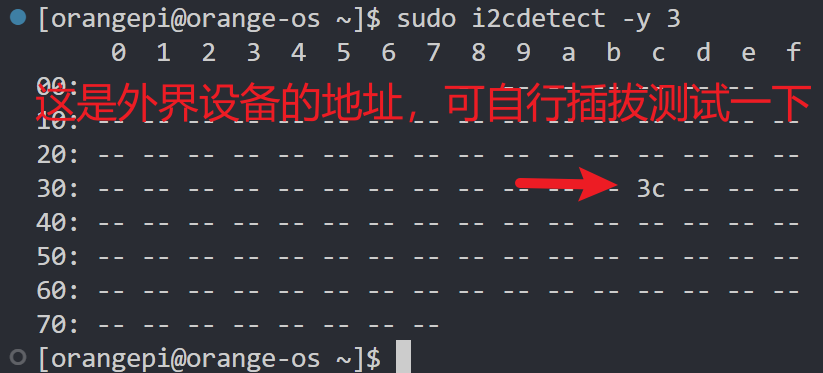 [orangepi@orange-os ~]$ sudo i2cdetect -y 3
     0  1  2  3  4  5  6  7  8  9  a  b  c  d  e  f
00:                         -- -- -- -- -- -- -- --
这是外界设备的地址，可自行插拔测试一下
10: -- -- -- -- -- -- -- -- -- -- -- -- -- -- -- --
20: -- -- -- -- -- -- -- -- -- -- -- -- -- -- -- --
30: -- -- -- -- -- -- -- -- -- -- -- -- 3c -- -- --
40: -- -- -- -- -- -- -- -- -- -- -- -- -- -- -- --
50: -- -- -- -- -- -- -- -- -- -- -- -- -- -- -- --
60: -- -- -- -- -- -- -- -- -- -- -- -- -- -- -- --
70: -- -- -- -- -- -- -- --
[orangepi@orange-os ~]$